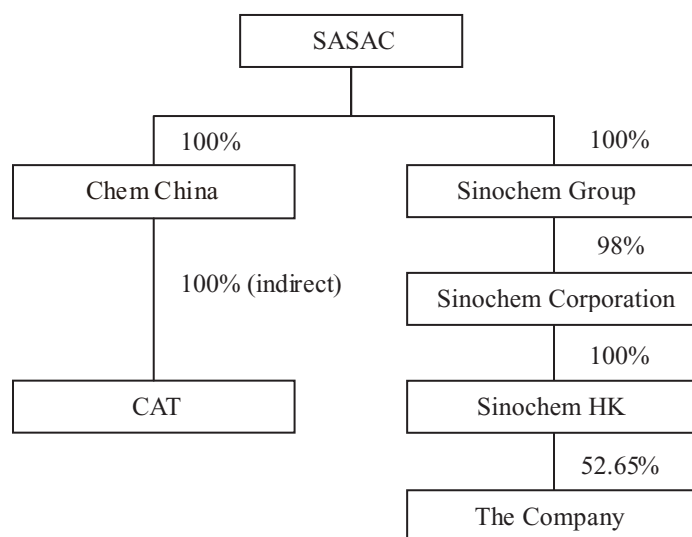 SASAC
100%
100%
Chem China
Sinochem Group
98%
100% (indirect)
Sinochem Corporation
100%
CAT
Sinochem HK
52.65%
The Company